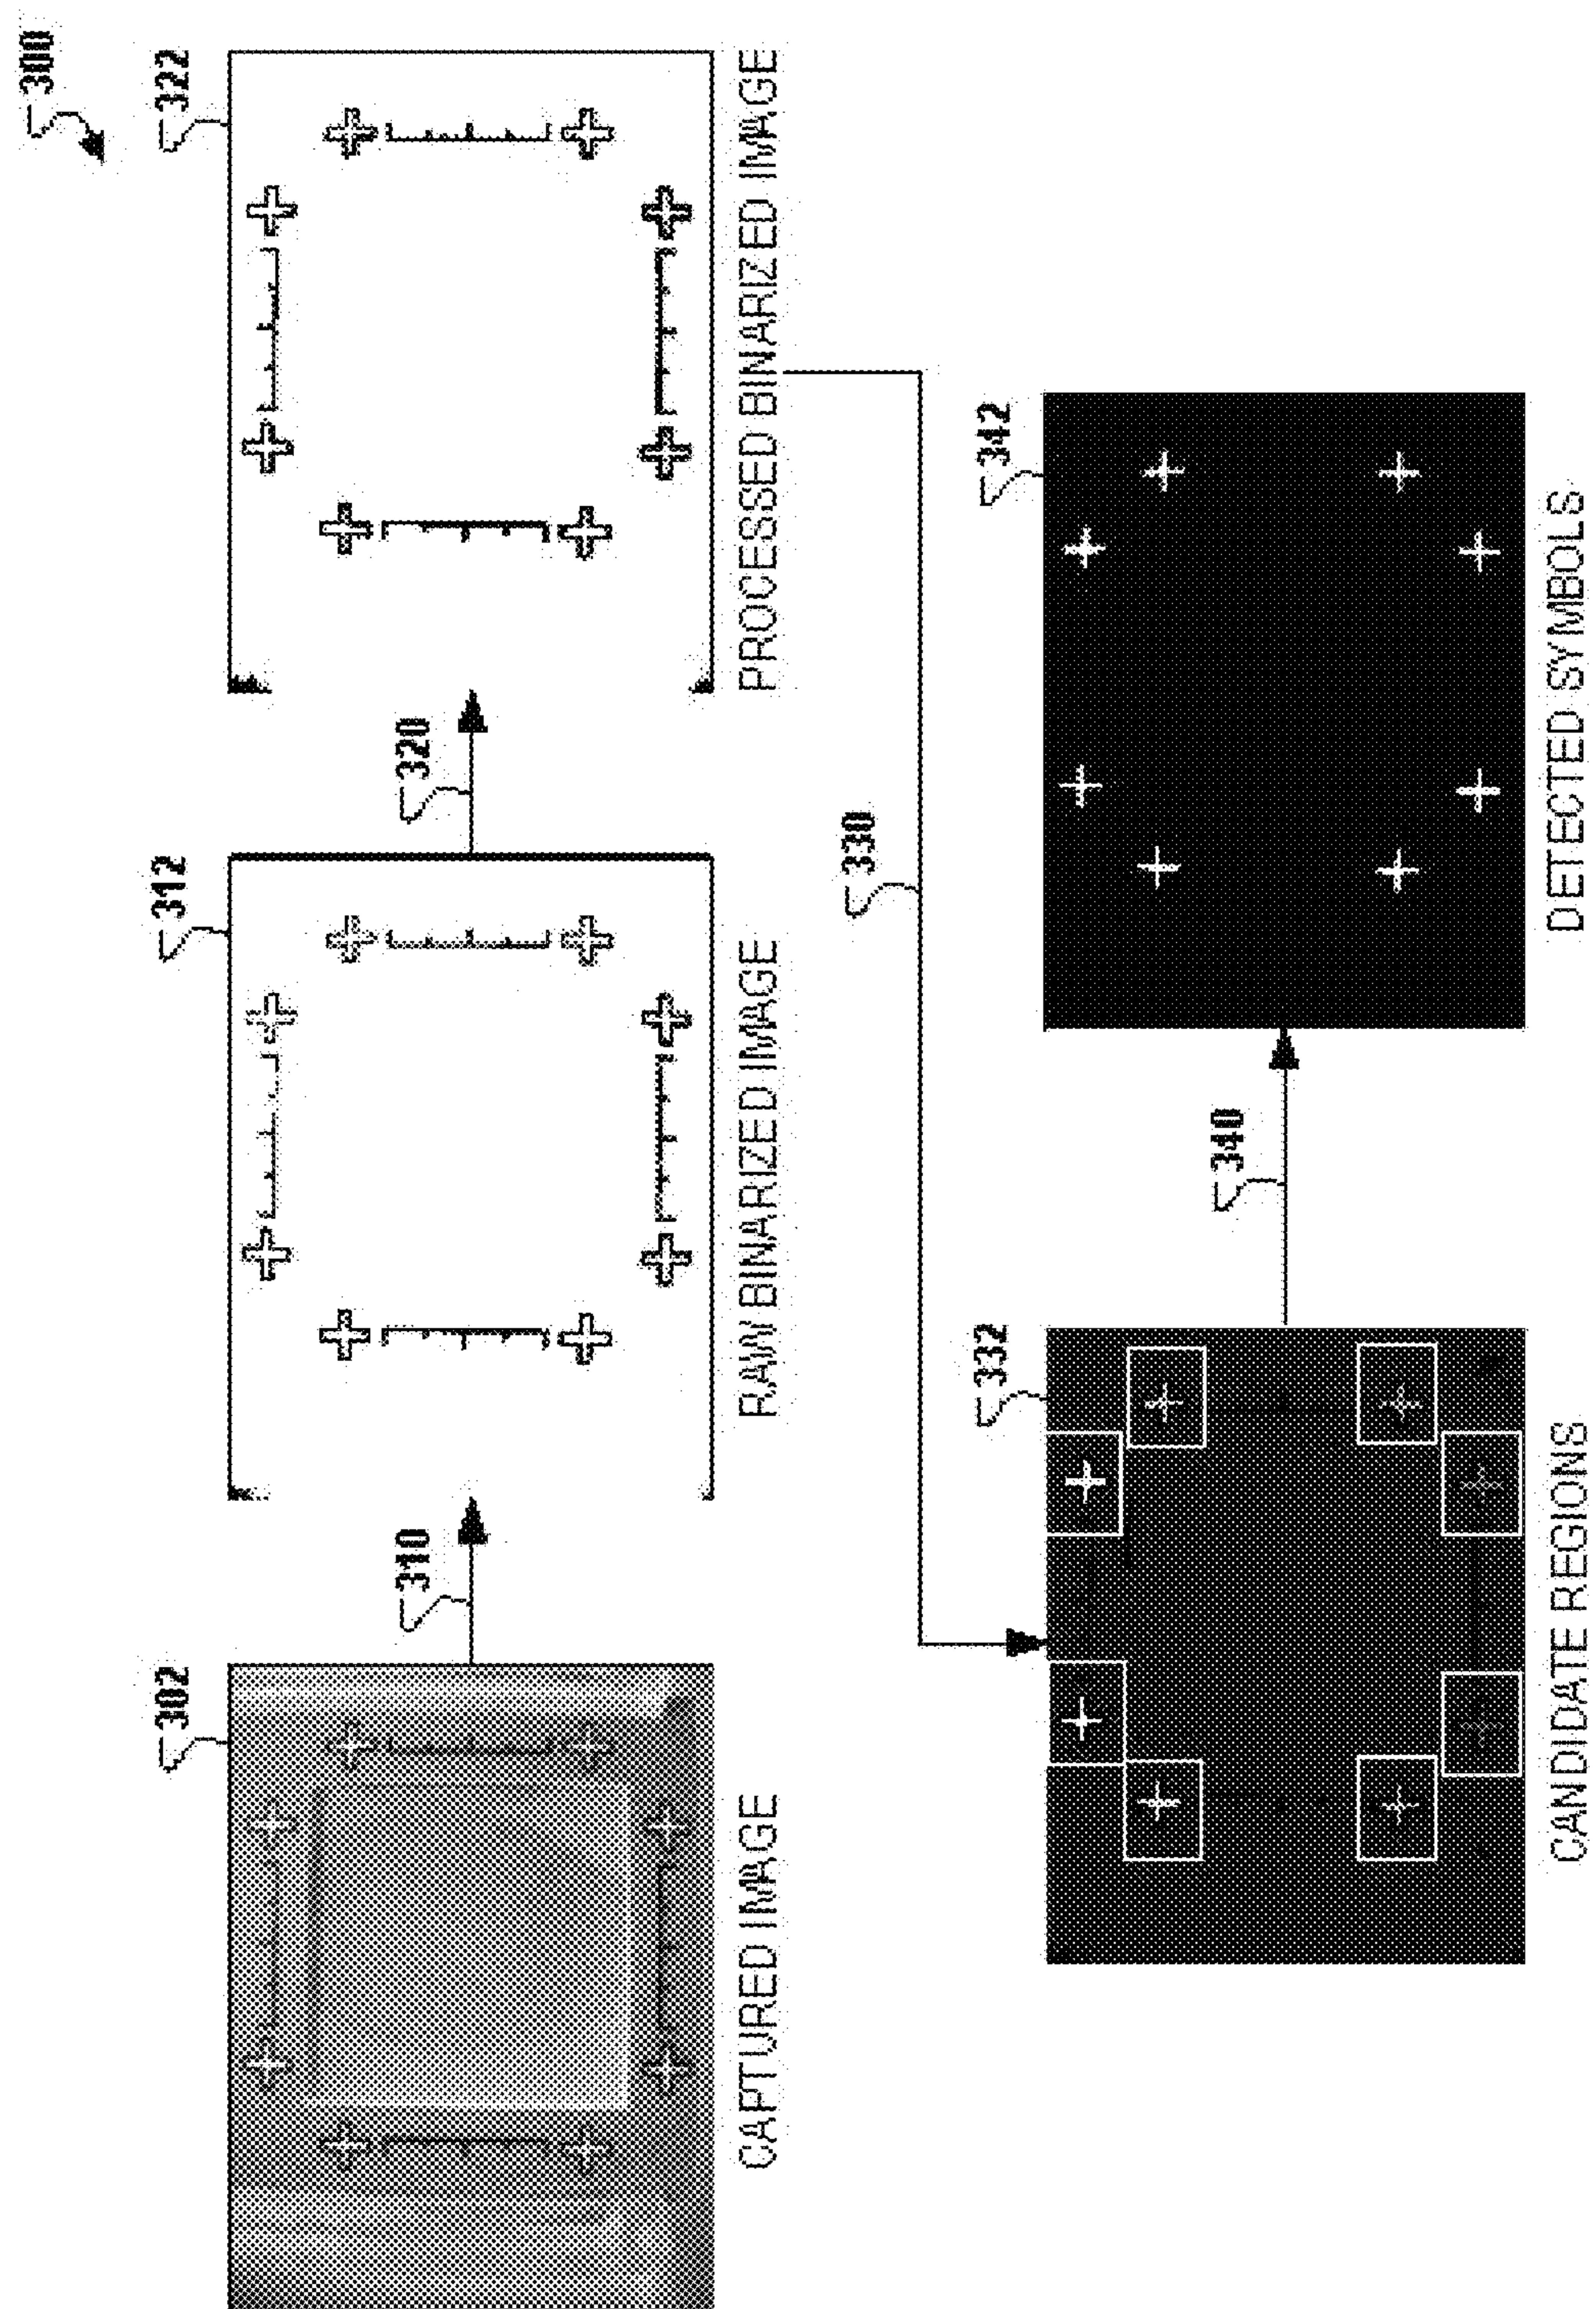 300
302
312
322
310
320
CAPTURED IMAGE
RAW BINARIZED IMAGE
PROCESSED BINARIZED IMAGE
330
332
342
340
CANDIDATE REGIONS
DETECTED SYMBOLS